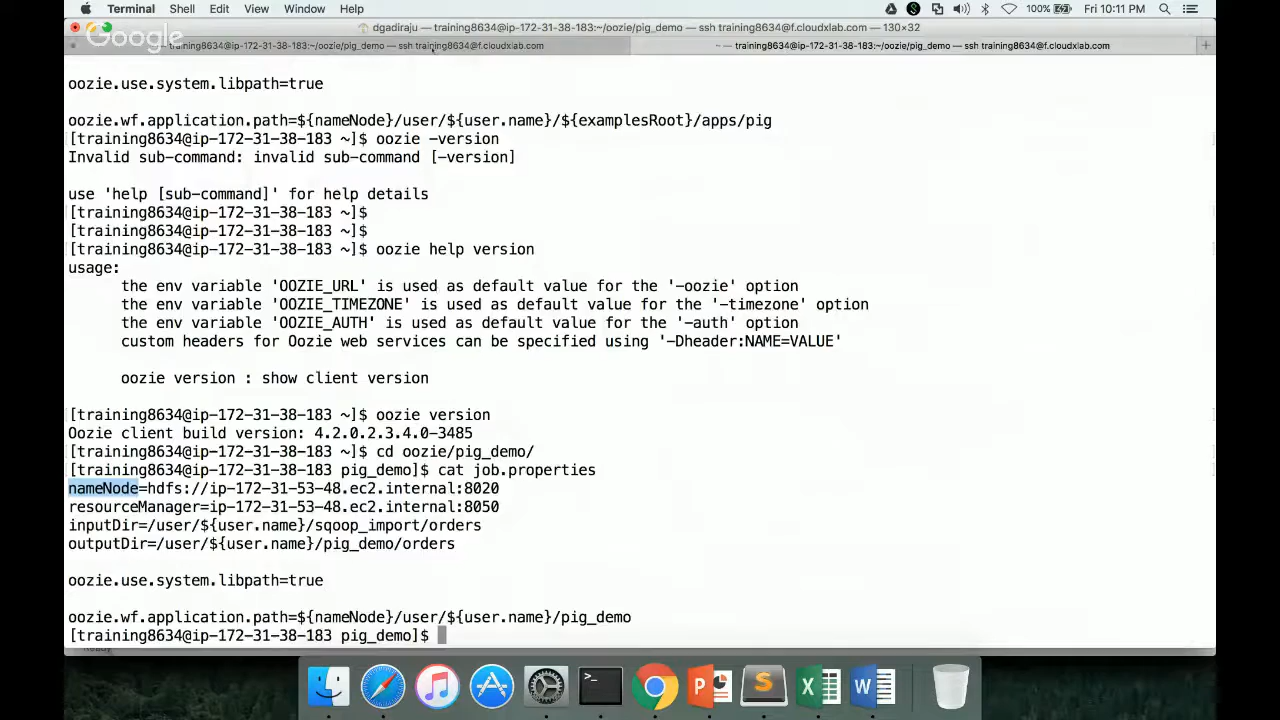 Terminal Shell Edit View Window Help 100% Fri 10:11 PM
dgadiraju — training8634@ip-172-31-38-183:~/oozie/pig_demo — ssh training8634@f.cloudxlab.com — 130×32
Google
training8634@ip-172-31-38-183:~/oozie/pig_demo — ssh training8634@f.cloudxlab.com
~ — training8634@ip-172-31-38-183:~/oozie/pig_demo — ssh training8634@f.cloudxlab.com +
oozie.use.system.libpath=true
oozie.wf.application.path=${nameNode}/user/${user.name}/${examplesRoot}/apps/pig
[training8634@ip-172-31-38-183 ~]$ oozie -version
Invalid sub-command: invalid sub-command [-version]
use 'help [sub-command]' for help details
[training8634@ip-172-31-38-183 ~]$
[training8634@ip-172-31-38-183 ~]$
[training8634@ip-172-31-38-183 ~]$ oozie help version
usage:
the env variable 'OOZIE_URL' is used as default value for the '-oozie' option
the env variable 'OOZIE_TIMEZONE' is used as default value for the '-timezone' option
the env variable 'OOZIE_AUTH' is used as default value for the '-auth' option
custom headers for Oozie web services can be specified using '-Dheader:NAME=VALUE'
oozie version : show client version
[training8634@ip-172-31-38-183 ~]$ oozie version
Oozie client build version: 4.2.0.2.3.4.0-3485
[training8634@ip-172-31-38-183 ~]$ cd oozie/pig_demo/
[training8634@ip-172-31-38-183 pig_demo]$ cat job.properties
nameNode=hdfs://ip-172-31-53-48.ec2.internal:8020
resourceManager=ip-172-31-53-48.ec2.internal:8050
inputDir=/user/${user.name}/sqoop_import/orders
outputDir=/user/${user.name}/pig_demo/orders
oozie.use.system.libpath=true
oozie.wf.application.path=${nameNode}/user/${user.name}/pig_demo
[training8634@ip-172-31-38-183 pig_demo]$
Ready